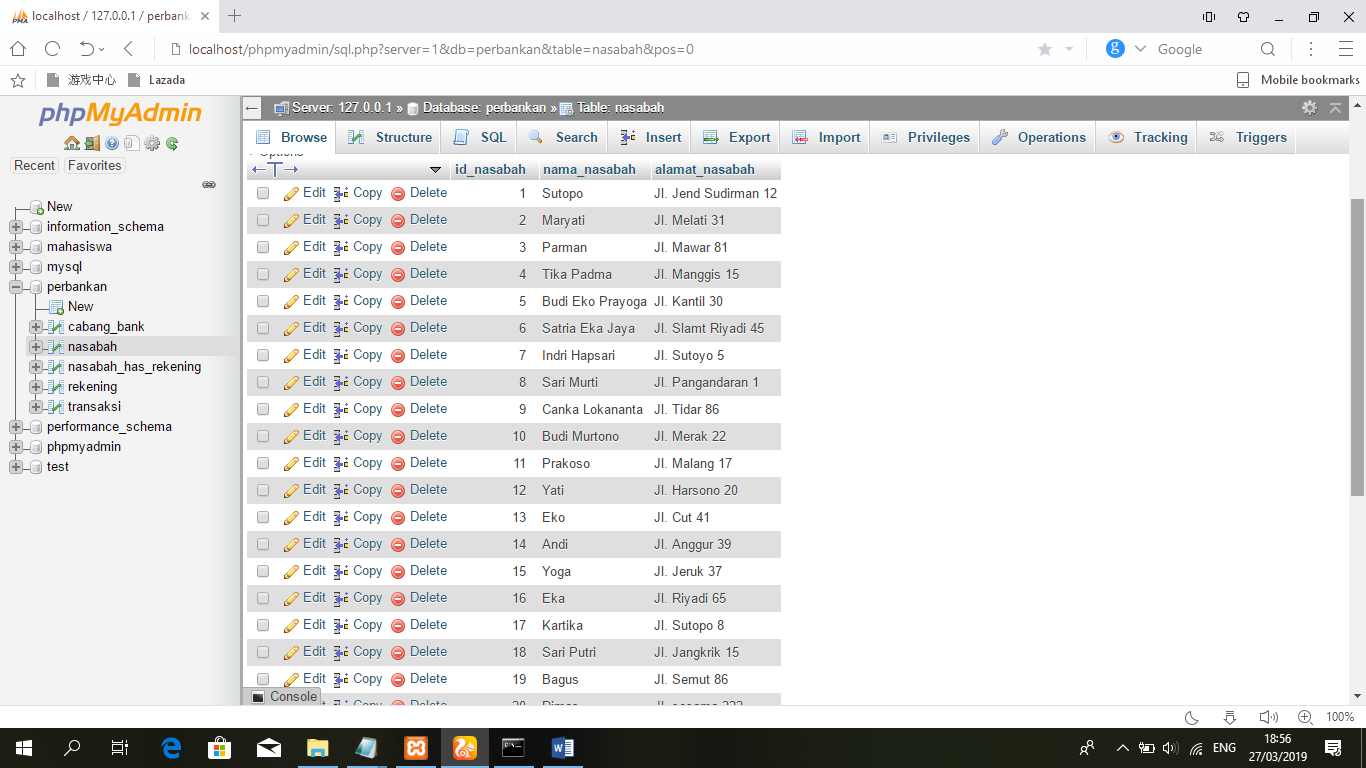 localhost / 127.0.0.1 / perbank
localhost/phpmyadmin/sql.php?server=1&db=perbankan&table=nasabah&pos=0
Google
游戏中心 Lazada Mobile bookmarks
phpMyAdmin
Recent Favorites
New
information_schema
mahasiswa
mysql
perbankan
New
cabang_bank
nasabah
nasabah_has_rekening
rekening
transaksi
performance_schema
phpmyadmin
test
Server: 127.0.0.1 » Database: perbankan » Table: nasabah
Browse Structure SQL Search Insert Export Import Privileges Operations Tracking Triggers
Options
id_nasabah nama_nasabah alamat_nasabah
Edit Copy Delete 1 Sutopo Jl. Jend Sudirman 12
Edit Copy Delete 2 Maryati Jl. Melati 31
Edit Copy Delete 3 Parman Jl. Mawar 81
Edit Copy Delete 4 Tika Padma Jl. Manggis 15
Edit Copy Delete 5 Budi Eko Prayoga Jl. Kantil 30
Edit Copy Delete 6 Satria Eka Jaya Jl. Slamt Riyadi 45
Edit Copy Delete 7 Indri Hapsari Jl. Sutoyo 5
Edit Copy Delete 8 Sari Murti Jl. Pangandaran 1
Edit Copy Delete 9 Canka Lokananta Jl. Tidar 86
Edit Copy Delete 10 Budi Murtono Jl. Merak 22
Edit Copy Delete 11 Prakoso Jl. Malang 17
Edit Copy Delete 12 Yati Jl. Harsono 20
Edit Copy Delete 13 Eko Jl. Cut 41
Edit Copy Delete 14 Andi Jl. Anggur 39
Edit Copy Delete 15 Yoga Jl. Jeruk 37
Edit Copy Delete 16 Eka Jl. Riyadi 65
Edit Copy Delete 17 Kartika Jl. Sutopo 8
Edit Copy Delete 18 Sari Putri Jl. Jangkrik 15
Edit Copy Delete 19 Bagus Jl. Semut 86
Console
Copy Delete 20
100%
ENG
18:56
27/03/2019